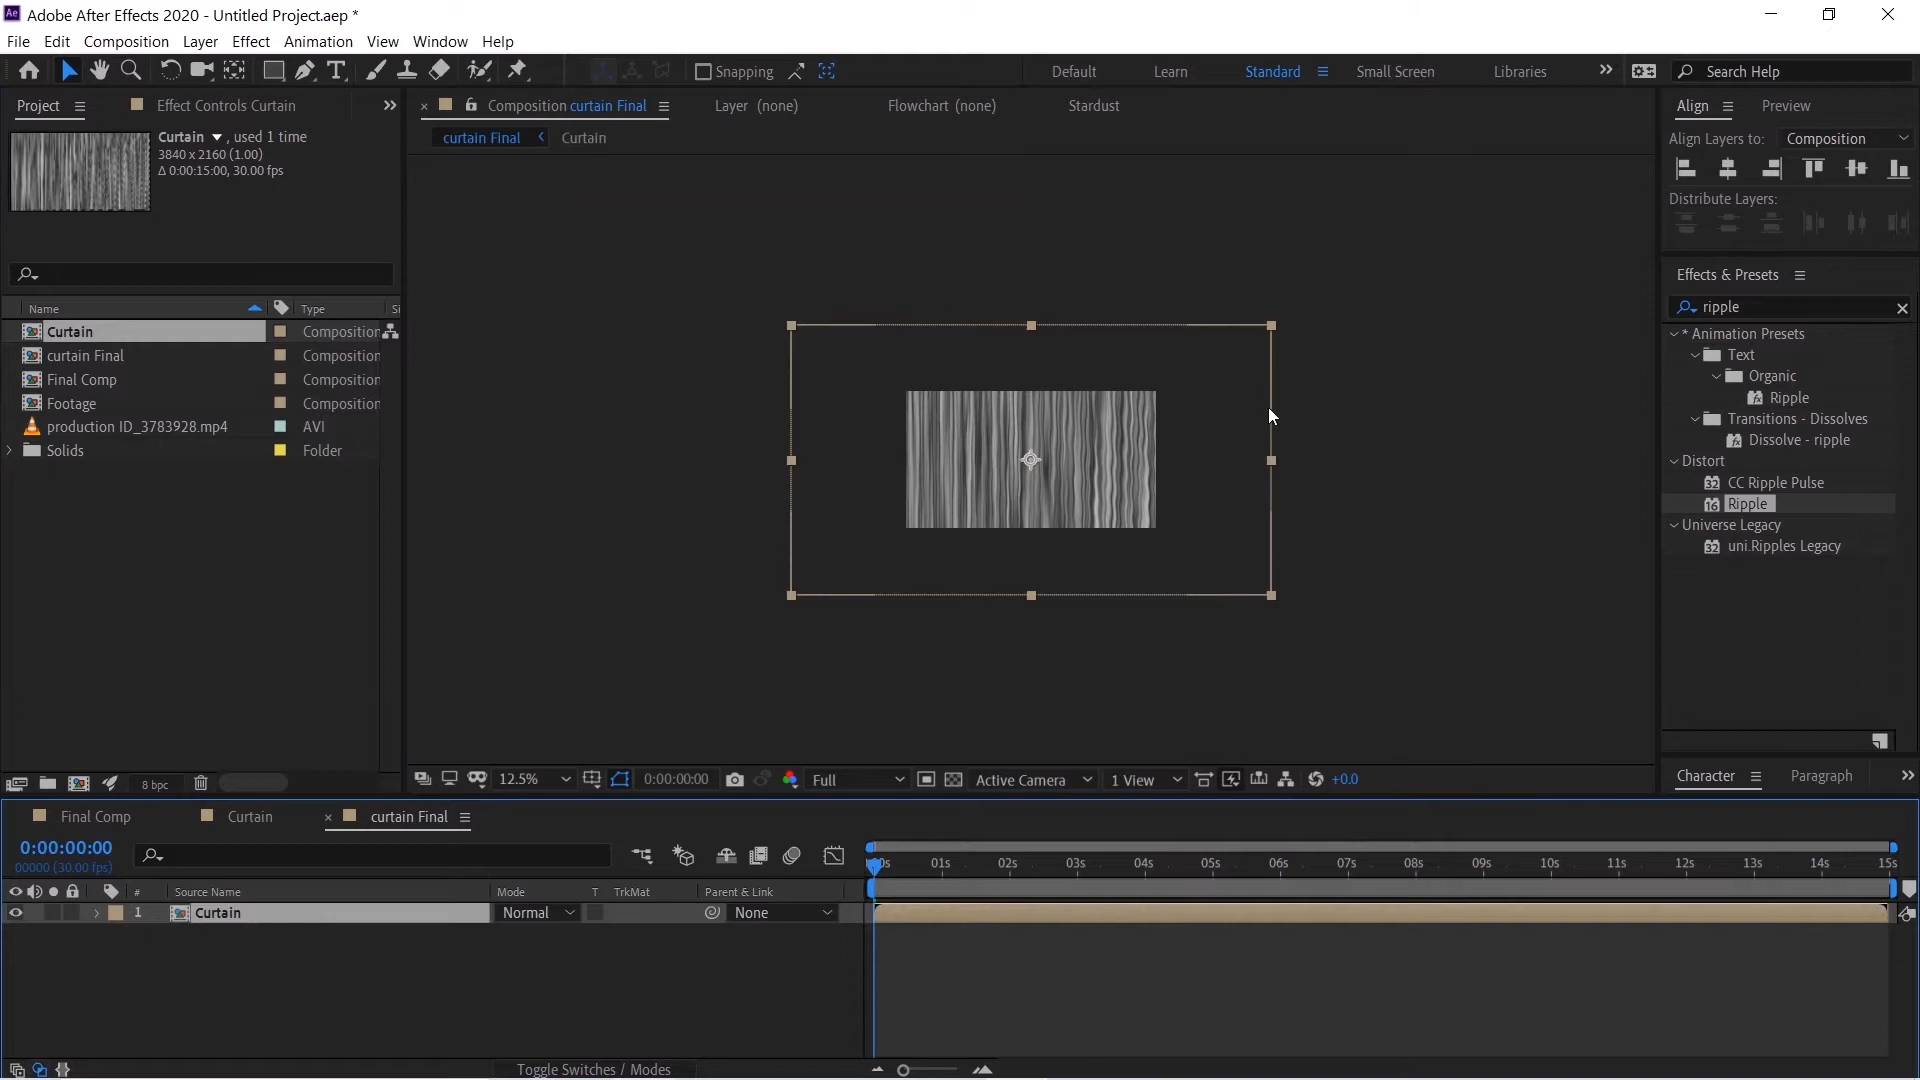 Adobe After Effects 2020 - Untitled Project.aep *
File Edit Composition Layer Effect Animation View Window Help
Snapping Default Learn Standard Small Screen Libraries Search Help
Project Effect Controls Curtain Composition curtain Final Layer (none) Flowchart (none) Stardust Align Preview
Curtain , used 1 time
3840 x 2160 (1.00)
Δ 0:00:15:00, 30.00 fps
curtain Final Curtain
Align Layers to: Composition
Distribute Layers:
Effects & Presets
ripple
Name Type Si
Curtain Composition
curtain Final Composition
Final Comp Composition
Footage Composition
production ID_3783928.mp4 AVI
Solids Folder
* Animation Presets
Text
Organic
Ripple
Transitions - Dissolves
Dissolve - ripple
Distort
32 CC Ripple Pulse
16 Ripple
Universe Legacy
32 uni.Ripples Legacy
8 bpc 12.5% 0:00:00:00 Full Active Camera 1 View +0.0
Character Paragraph
Final Comp Curtain curtain Final
0:00:00:00
00000 (30.00 fps)
01s 02s 03s 04s 05s 06s 07s 08s 09s 10s 11s 12s 13s 14s 15s
# Source Name Mode T TrkMat Parent & Link
1 Curtain Normal None
Toggle Switches / Modes